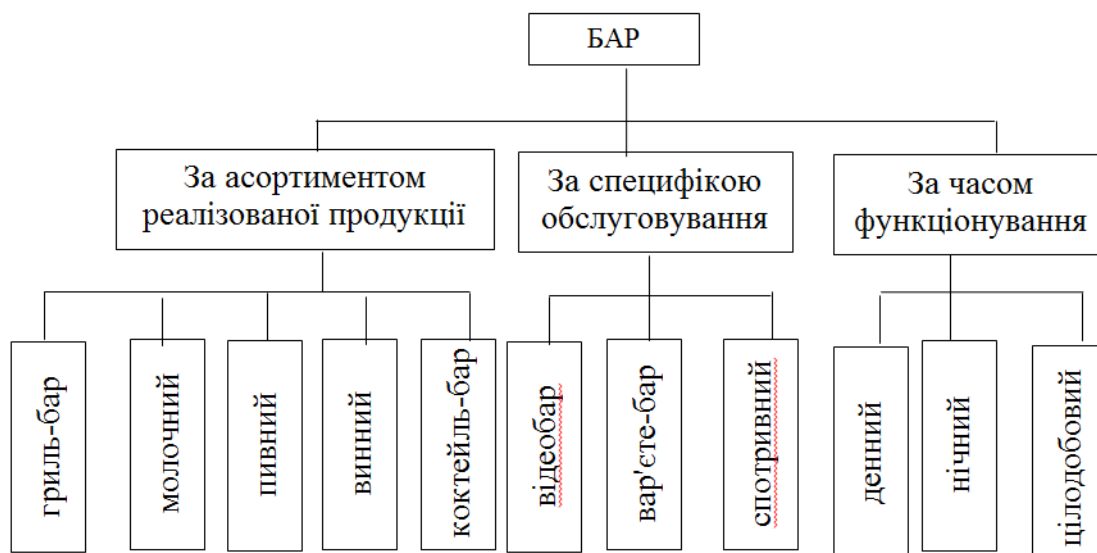 БАР
За асортиментом
реалізованої продукції
За специфікою
обслуговування
За часом
функціонування
гриль-бар
молочний
пивний
винний
коктейль-бар
відеобар
вар'єте-бар
спотривний
денний
нічний
цілодобовий